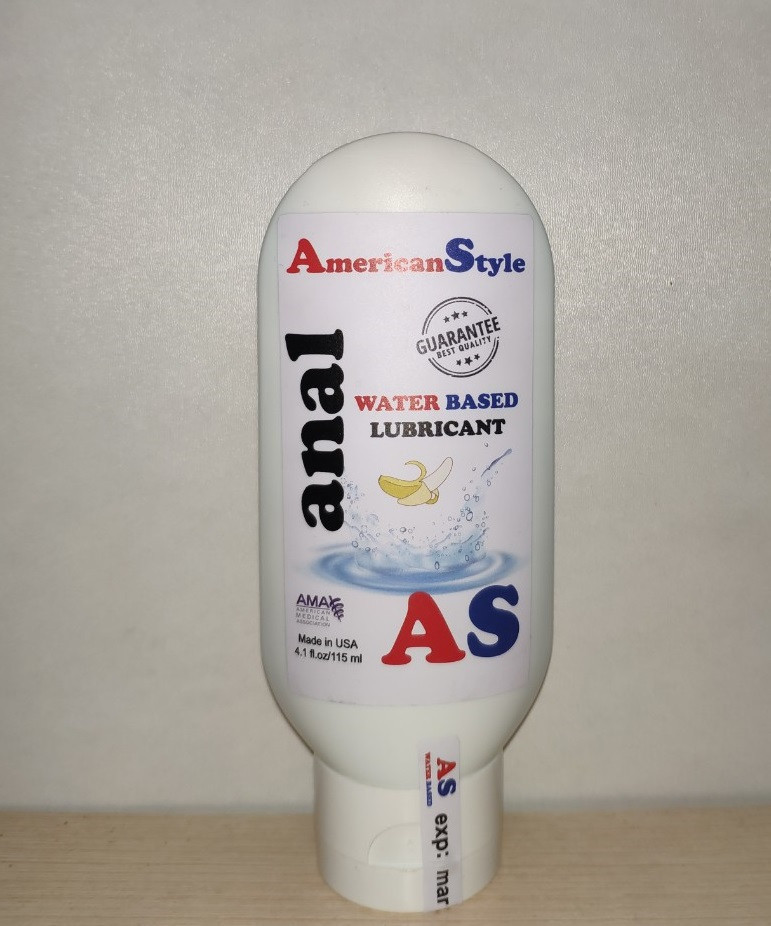 AmericanStyle
GUARANTEE
BEST QUALITY
anal
WATER BASED
LUBRICANT
AMA
AMERICAN
MEDICAL
ASSOCIATION
Made in USA
4.1 fl.oz/115 ml
AS
AS
WATER BASED
exp: mar